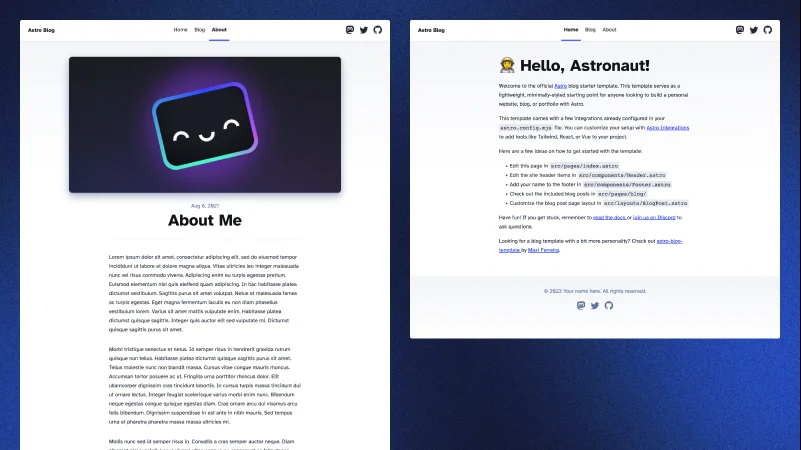 Astro Blog
Home Blog About
Aug 8, 2021
About Me
Lorem ipsum dolor sit amet, consectetur adipiscing elit, sed do eiusmod tempor
incididunt ut labore et dolore magna aliqua. Vitae ultricies leo integer malesuada
nunc vel risus commodo viverra. Adipiscing enim eu turpis egestas pretium.
Euismod elementum nisi quis eleifend quam adipiscing. In hac habitasse platea
dictumst vestibulum. Sagittis purus sit amet volutpat. Netus et malesuada fames
ac turpis egestas. Eget magna fermentum iaculis eu non diam phasellus
vestibulum lorem. Varius sit amet mattis vulputate enim. Habitasse platea
dictumst quisque sagittis. Integer quis auctor elit sed vulputate mi. Dictumst
quisque sagittis purus sit amet.
Morbi tristique senectus et netus. Id semper risus in hendrerit gravida rutrum
quisque non tellus. Habitasse platea dictumst quisque sagittis purus sit amet.
Tellus molestie nunc non blandit massa. Cursus vitae congue mauris rhoncus.
Accumsan tortor posuere ac ut. Fringilla urna porttitor rhoncus dolor. Elit
ullamcorper dignissim cras tincidunt lobortis. In cursus turpis massa tincidunt dui
ut ornare lectus. Integer feugiat scelerisque varius morbi enim nunc. Bibendum
neque egestas congue quisque egestas diam. Cras ornare arcu dui vivamus arcu
felis bibendum. Dignissim suspendisse in est ante in nibh mauris. Sed tempus
urna et pharetra pharetra massa massa ultricies mi.
Mollis nunc sed id semper risus in. Convallis a cras semper auctor neque. Diam
Astro Blog
Home Blog About
Hello, Astronaut!
Welcome to the official Astro blog starter template. This template serves as a
lightweight, minimally-styled starting point for anyone looking to build a personal
website, blog, or portfolio with Astro.
This template comes with a few integrations already configured in your
astro.config.mjs file. You can customize your setup with Astro Integrations
to add tools like Tailwind, React, or Vue to your project.
Here are a few ideas on how to get started with the template:
• Edit this page in src/pages/index.astro
• Edit the site header items in src/components/Header.astro
• Add your name to the footer in src/components/Footer.astro
• Check out the included blog posts in src/pages/blog/
• Customize the blog post page layout in src/layouts/BlogPost.astro
Have fun! If you get stuck, remember to read the docs or join us on Discord to
ask questions.
Looking for a blog template with a bit more personality? Check out astro-blog-
template by Maxi Ferreira.
© 2023 Your name here. All rights reserved.